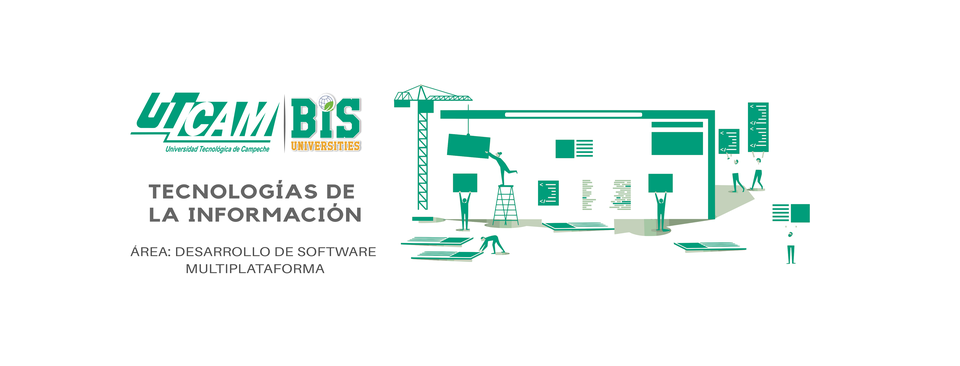 UTCAM
Universidad Tecnológica de Campeche
BiS
UNIVERSITIES
TECNOLOGÍAS DE
LA INFORMACIÓN
ÁREA: DESARROLLO DE SOFTWARE
MULTIPLATAFORMA